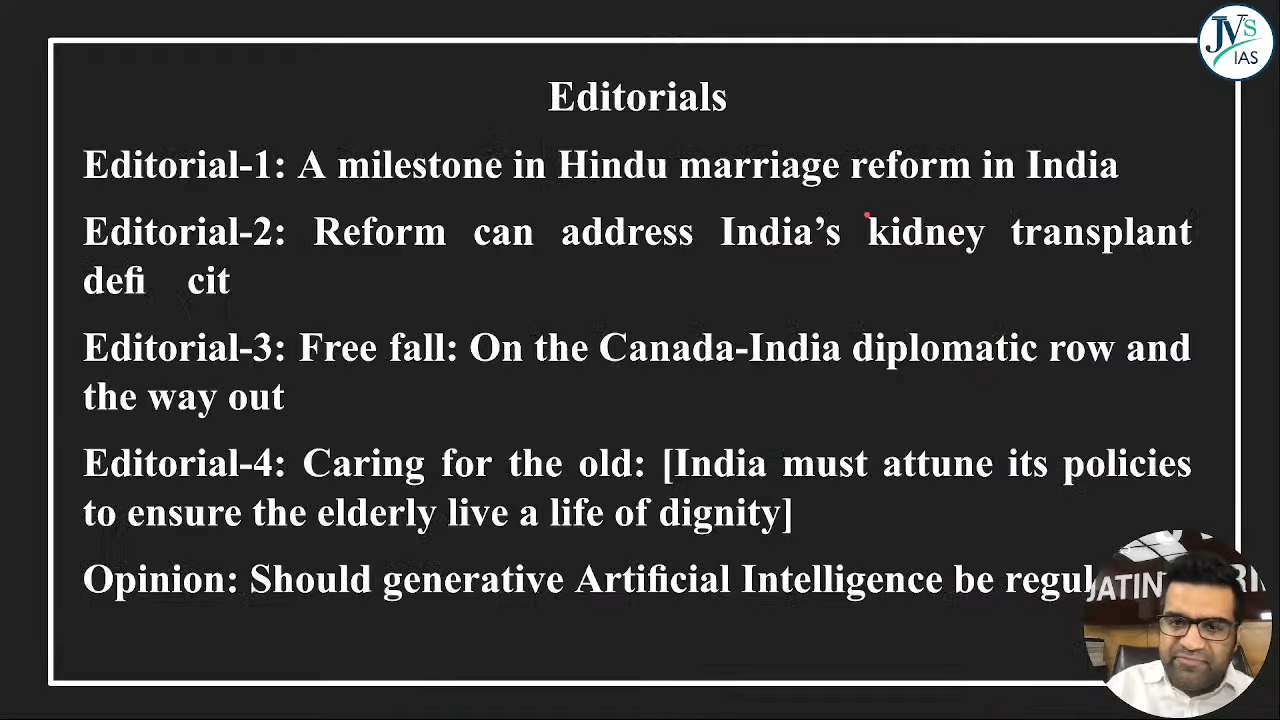 JV's
IAS
Editorials
Editorial-1: A milestone in Hindu marriage reform in India
Editorial-2: Reform can address India’s kidney transplant
defi cit
Editorial-3: Free fall: On the Canada-India diplomatic row and
the way out
Editorial-4: Caring for the old: [India must attune its policies
to ensure the elderly live a life of dignity]
Opinion: Should generative Artificial Intelligence be regul
JATIN